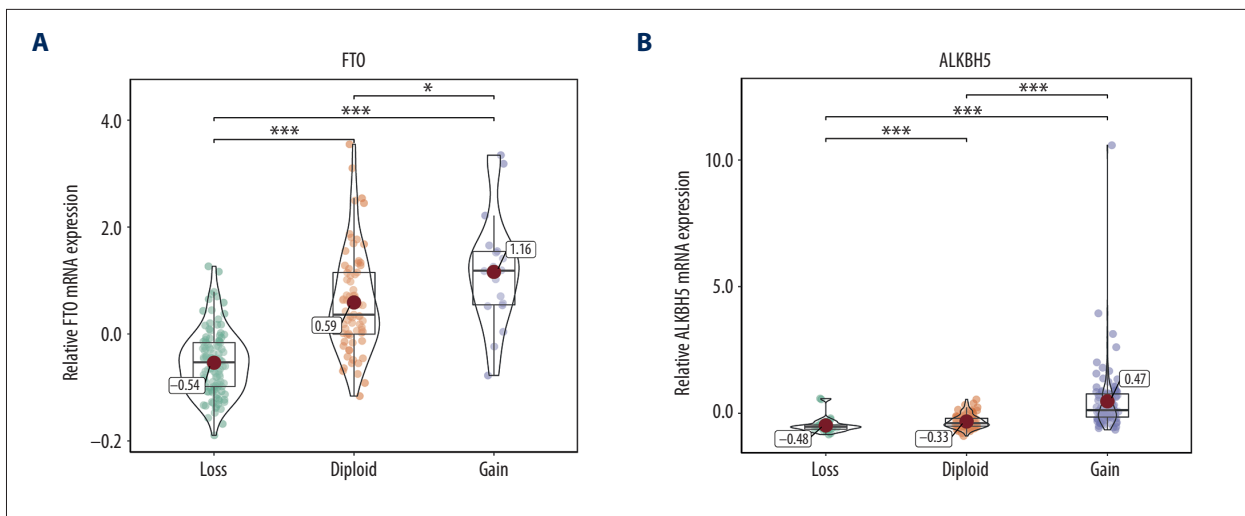 A
FTO
*
***
***
4.0
2.0
1.16
0.0
0.59
−0.54
−0.2
Relative FTO mRNA expression
Loss Diploid Gain
B
ALKBH5
***
***
***
10.0
5.0
0.47
0.0
−0.48
−0.33
Relative ALKBH5 mRNA expression
Loss Diploid Gain